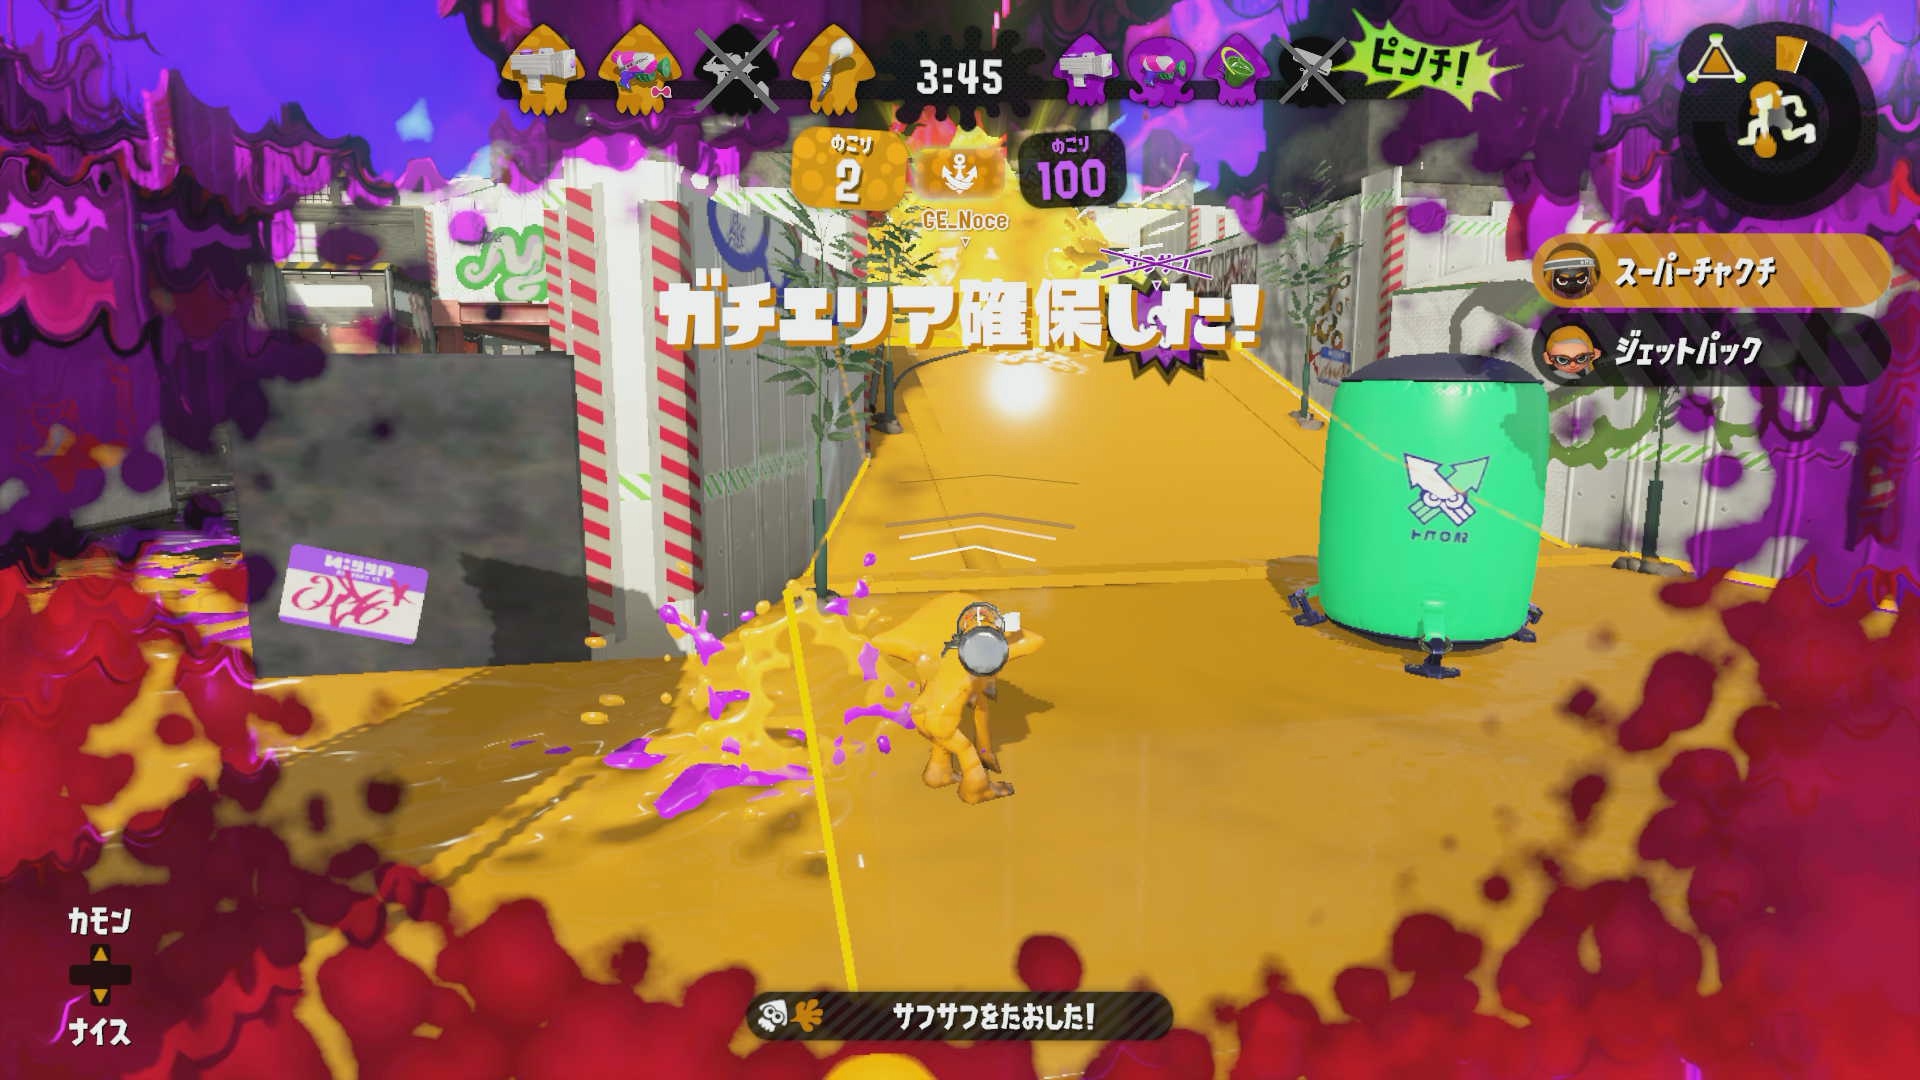 3:45
ピンチ!
のこり
2
のこり
100
GE_Noce
ガチエリア確保した!
スーパーチャクチ
ジェットパック
カモン
ナイス
サフサフをたおした!